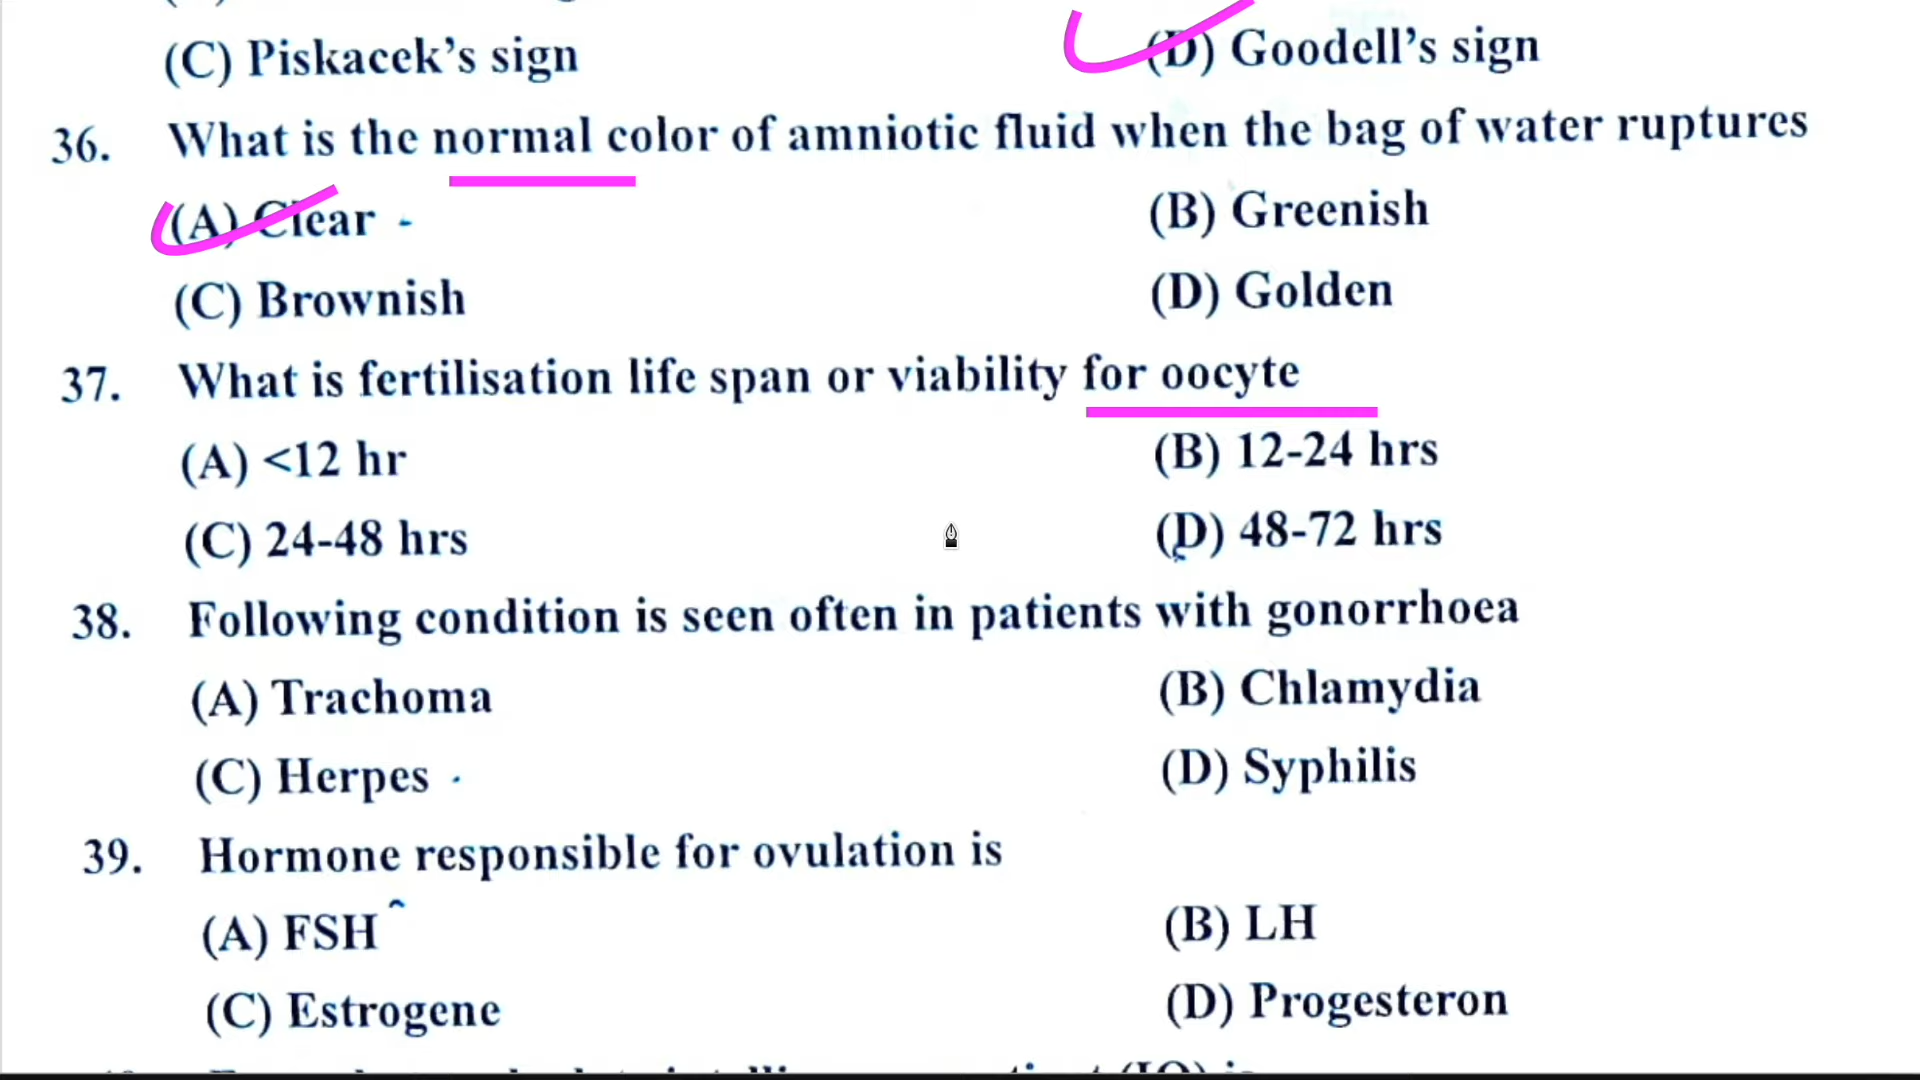 (C) Piskacek's sign (D) Goodell's sign
36. What is the normal color of amniotic fluid when the bag of water ruptures
(A) Clear (B) Greenish
(C) Brownish (D) Golden
37. What is fertilisation life span or viability for oocyte
(A) <12 hr (B) 12-24 hrs
(C) 24-48 hrs (D) 48-72 hrs
38. Following condition is seen often in patients with gonorrhoea
(A) Trachoma (B) Chlamydia
(C) Herpes (D) Syphilis
39. Hormone responsible for ovulation is
(A) FSH (B) LH
(C) Estrogene (D) Progesteron